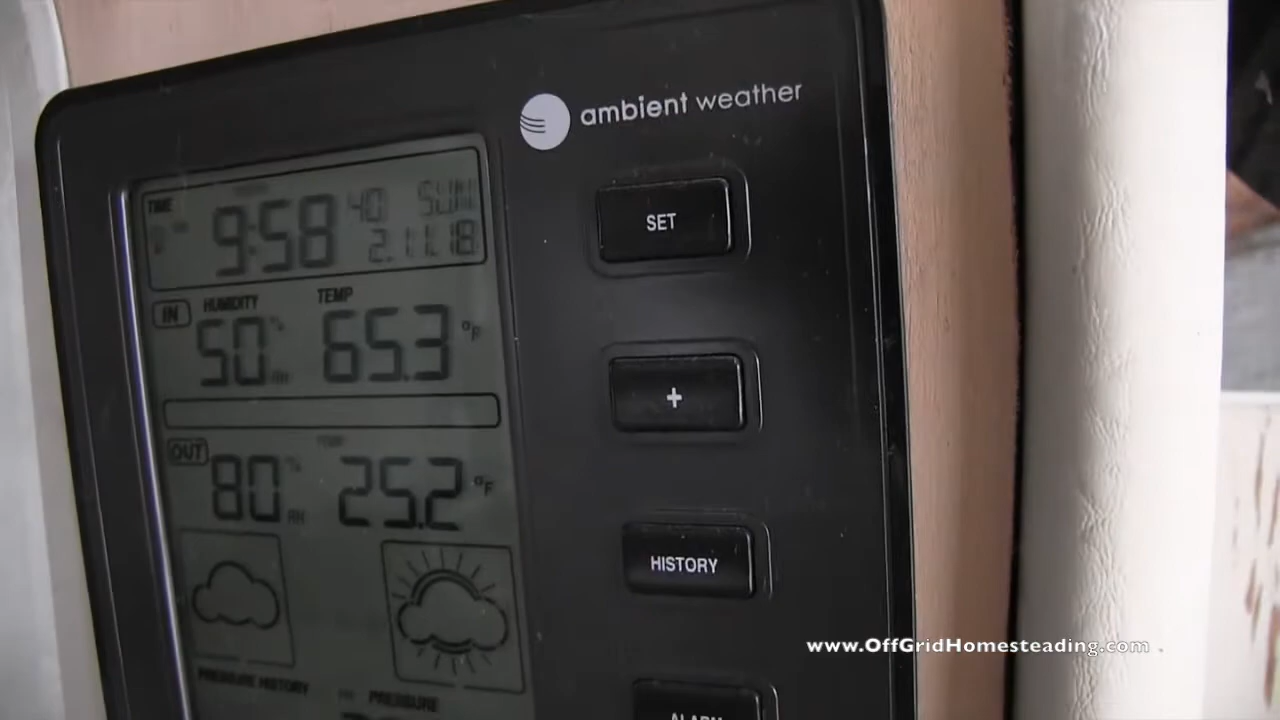 ambient weather
TIME
9:58 40 SUN
2.11.18
SET
IN HUMIDITY TEMP
50% RH 65.3 °F
+
OUT TEMP
80% RH 25.2 °F
HISTORY
PRESSURE HISTORY PRESSURE
www.OffGridHomesteading.com
ALARM